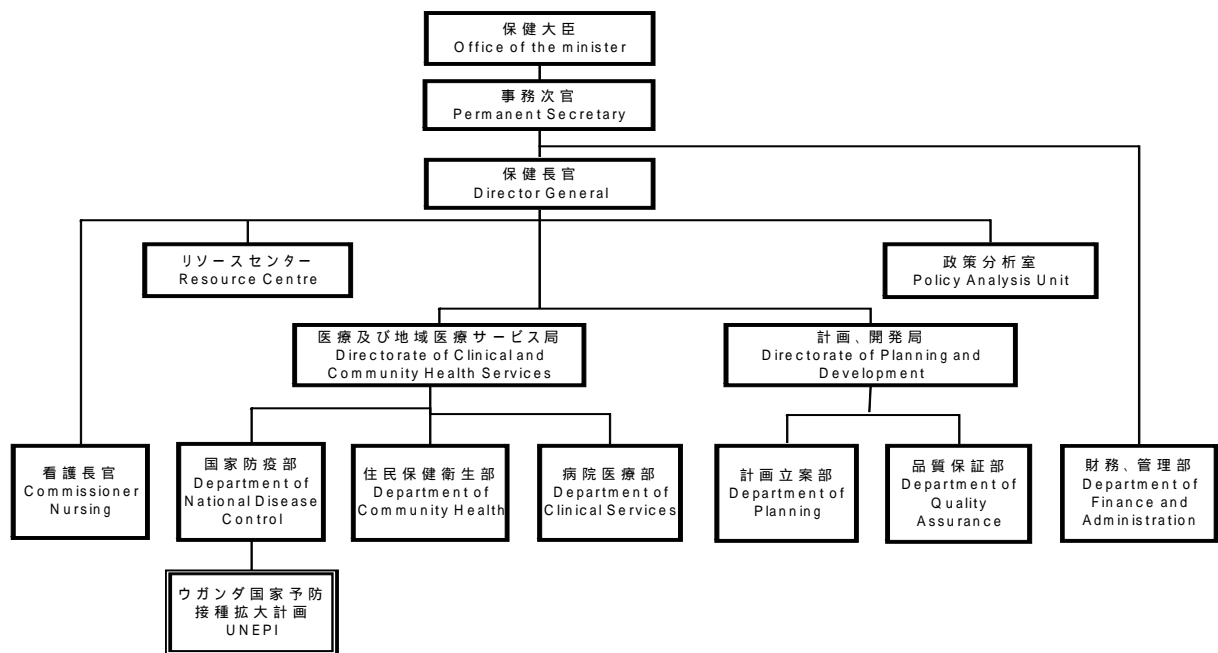 保健大臣
Office of the minister
事務次官
Permanent Secretary
保健長官
Director General
リソースセンター
Resource Centre
政策分析室
Policy Analysis Unit
医療及び地域医療サービス局
Directorate of Clinical and
Community Health Services
計画、開発局
Directorate of Planning and
Development
看護長官
Commissioner
Nursing
国家防疫部
Department of
National Disease
Control
住民保健衛生部
Department of
Community Health
病院医療部
Department of
Clinical Services
計画立案部
Department of
Planning
品質保証部
Department of
Quality
Assurance
財務、管理部
Department of
Finance and
Administration
ウガンダ国家予防
接種拡大計画
UNEPI